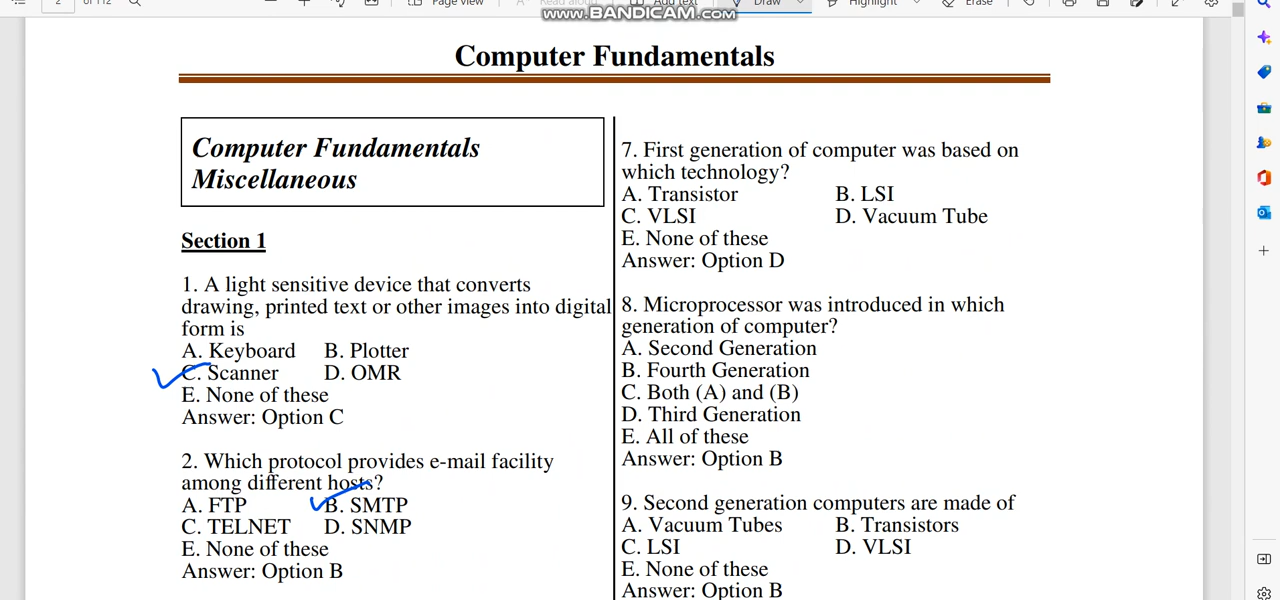 2
of 112
Page view
Read aloud
Add text
Draw
Highlight
Erase
www.BANDICAM.com
Computer Fundamentals
Computer Fundamentals
Miscellaneous
Section 1
1. A light sensitive device that converts
drawing, printed text or other images into digital
form is
A. Keyboard B. Plotter
C. Scanner D. OMR
E. None of these
Answer: Option C
2. Which protocol provides e-mail facility
among different hosts?
A. FTP B. SMTP
C. TELNET D. SNMP
E. None of these
Answer: Option B
7. First generation of computer was based on
which technology?
A. Transistor B. LSI
C. VLSI D. Vacuum Tube
E. None of these
Answer: Option D
8. Microprocessor was introduced in which
generation of computer?
A. Second Generation
B. Fourth Generation
C. Both (A) and (B)
D. Third Generation
E. All of these
Answer: Option B
9. Second generation computers are made of
A. Vacuum Tubes B. Transistors
C. LSI D. VLSI
E. None of these
Answer: Option B